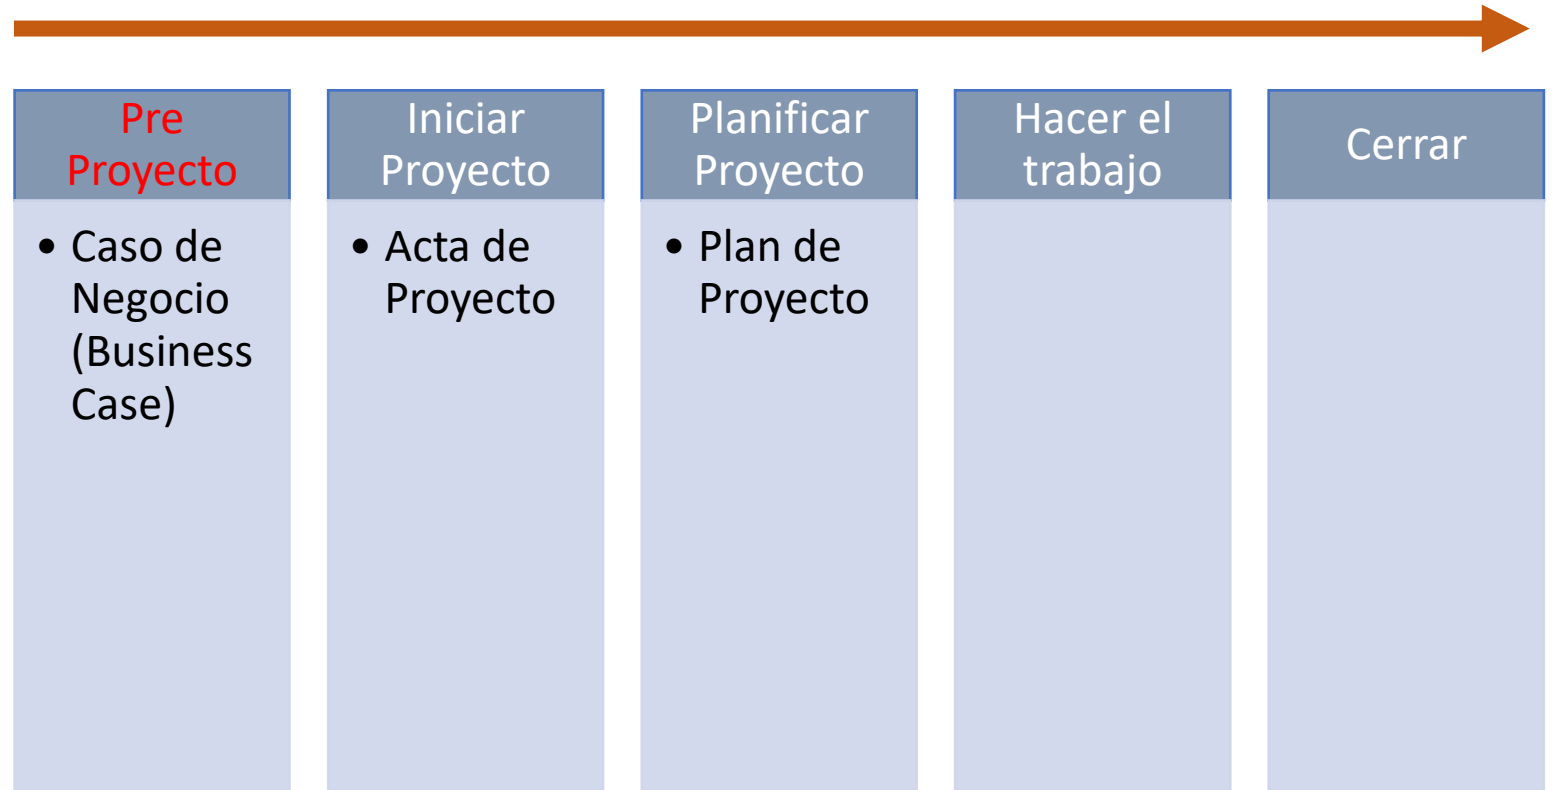 Pre
Proyecto
Iniciar
Proyecto
Planificar
Proyecto
Hacer el
trabajo
Cerrar
• Caso de
Negocio
(Business
Case)
• Acta de
Proyecto
• Plan de
Proyecto